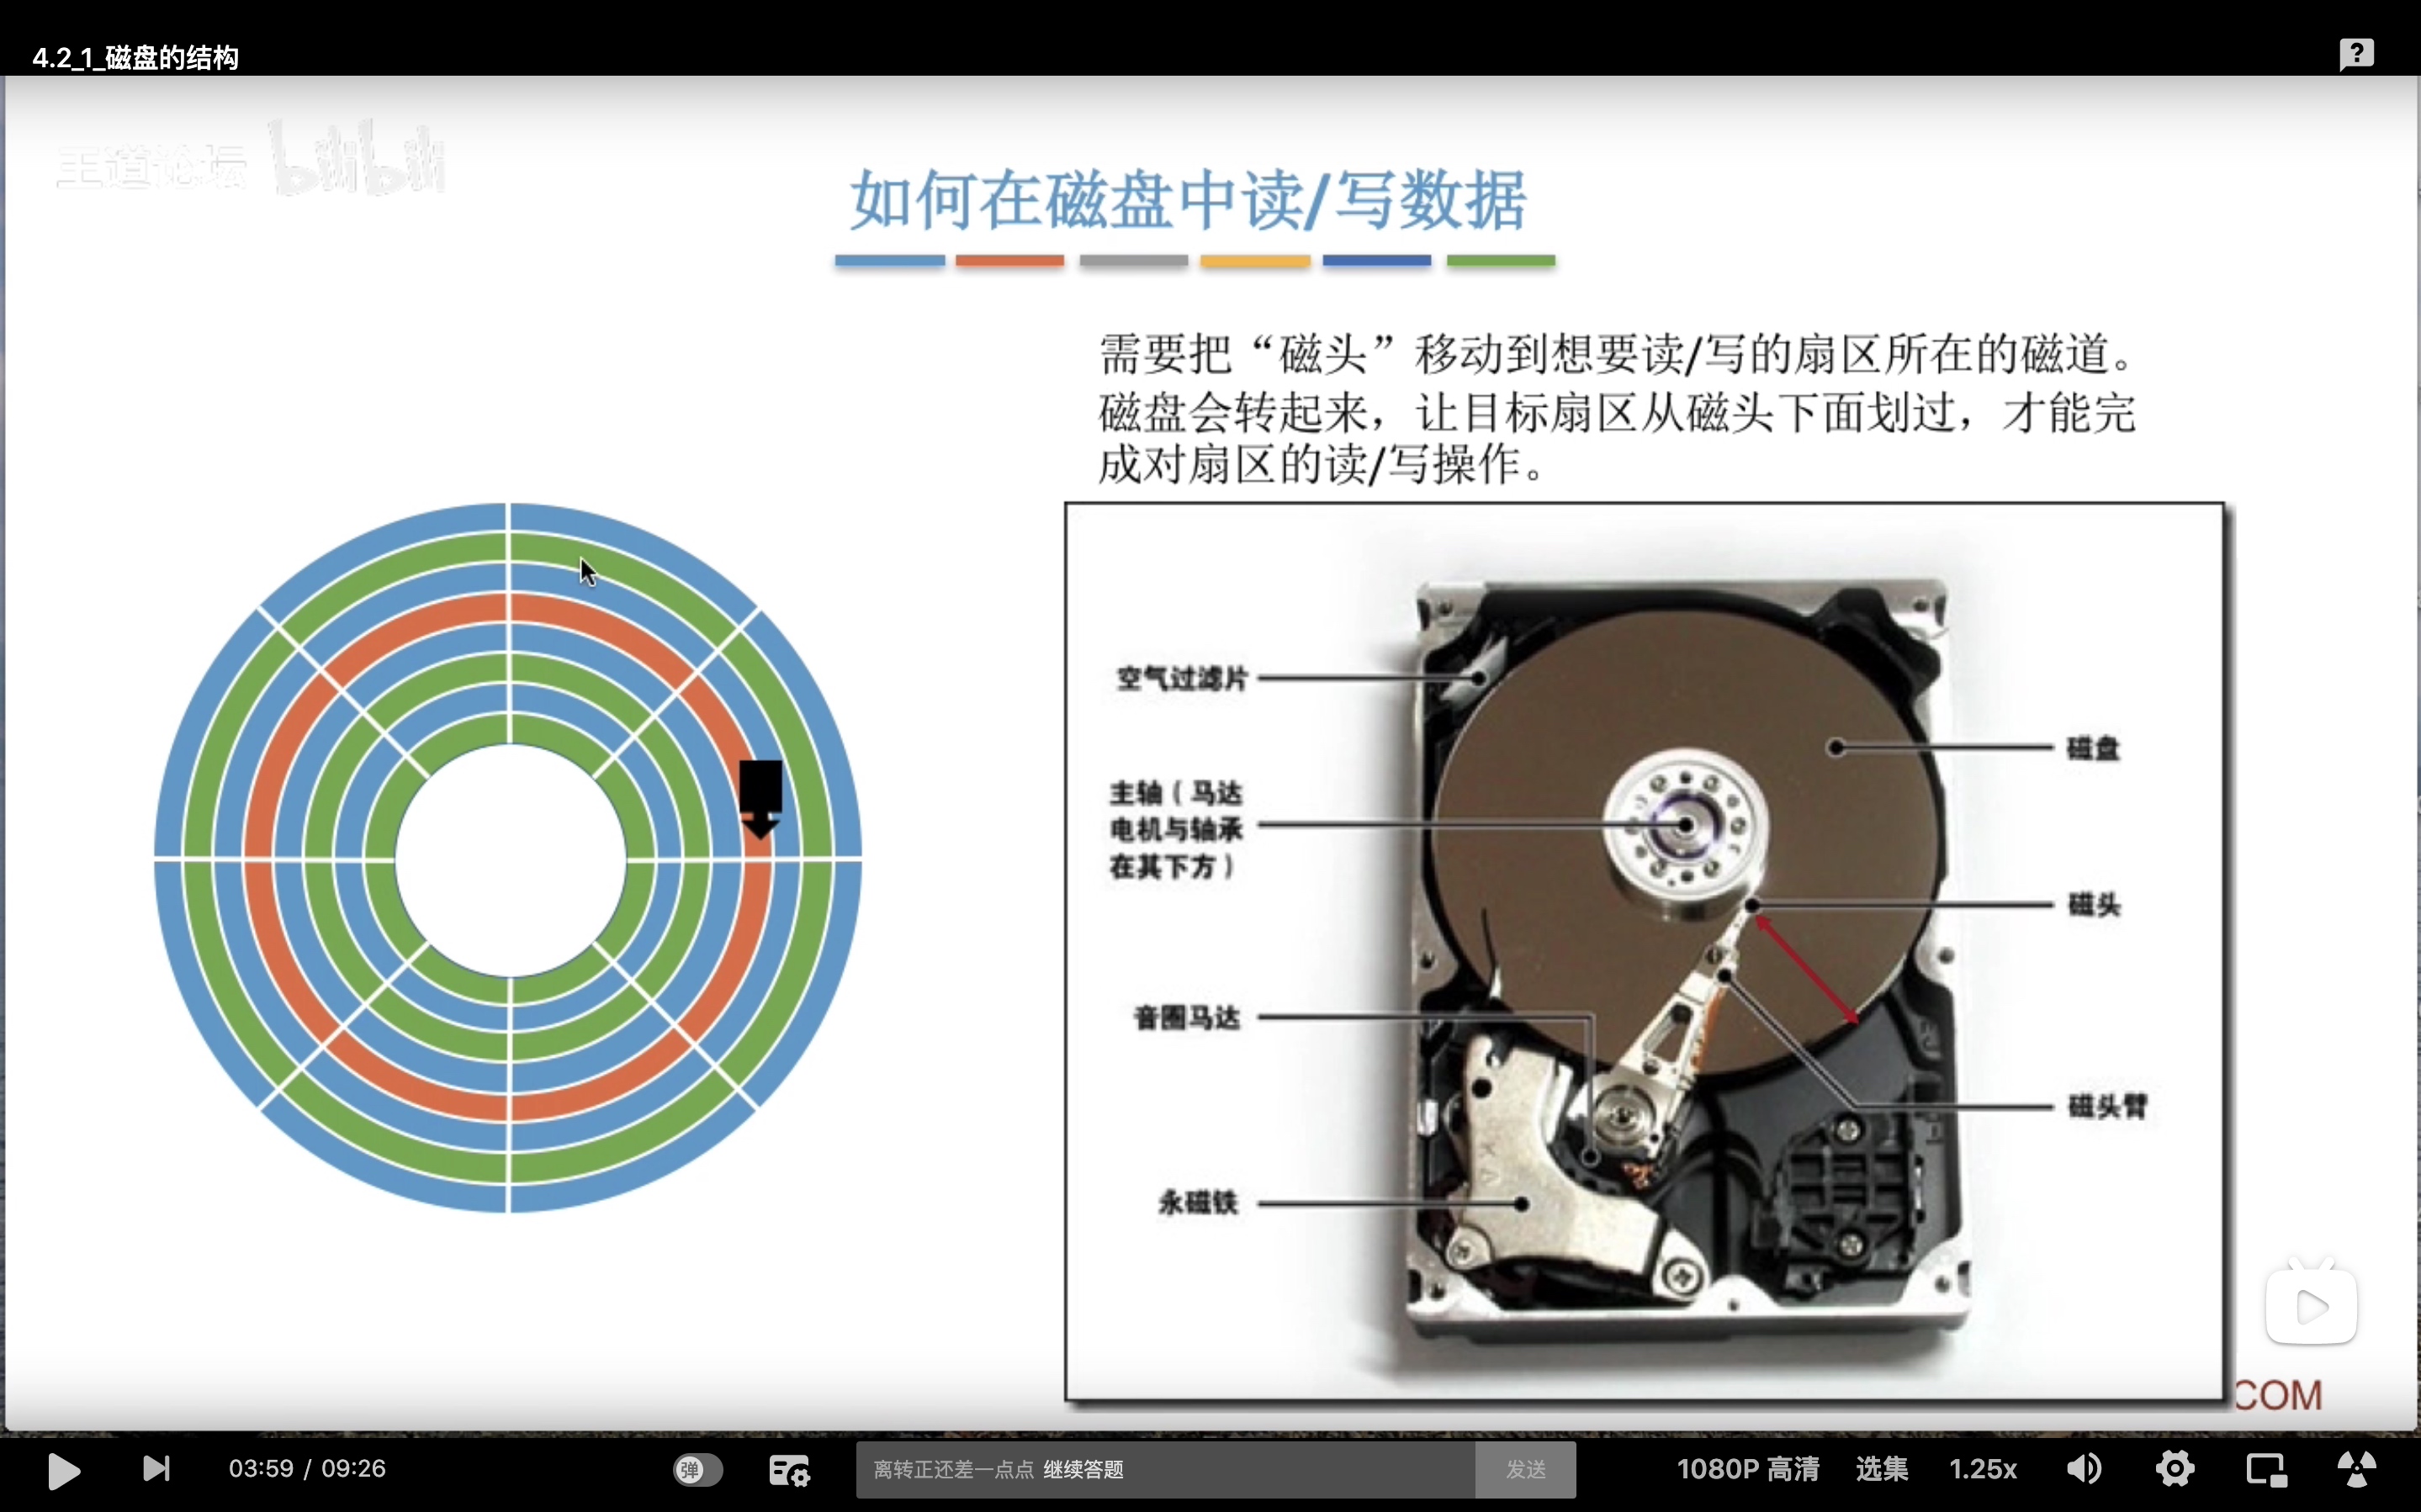 4.2_1_磁盘的结构
王道论坛 bilibili
如何在磁盘中读/写数据
需要把“磁头”移动到想要读/写的扇区所在的磁道。
磁盘会转起来，让目标扇区从磁头下面划过，才能完
成对扇区的读/写操作。
空气过滤片
磁盘
主轴（马达
电机与轴承
在其下方）
磁头
音圈马达
磁头臂
永磁铁
COM
03:59 / 09:26
弹
离转正还差一点点 继续答题
发送
1080P 高清
选集
1.25x